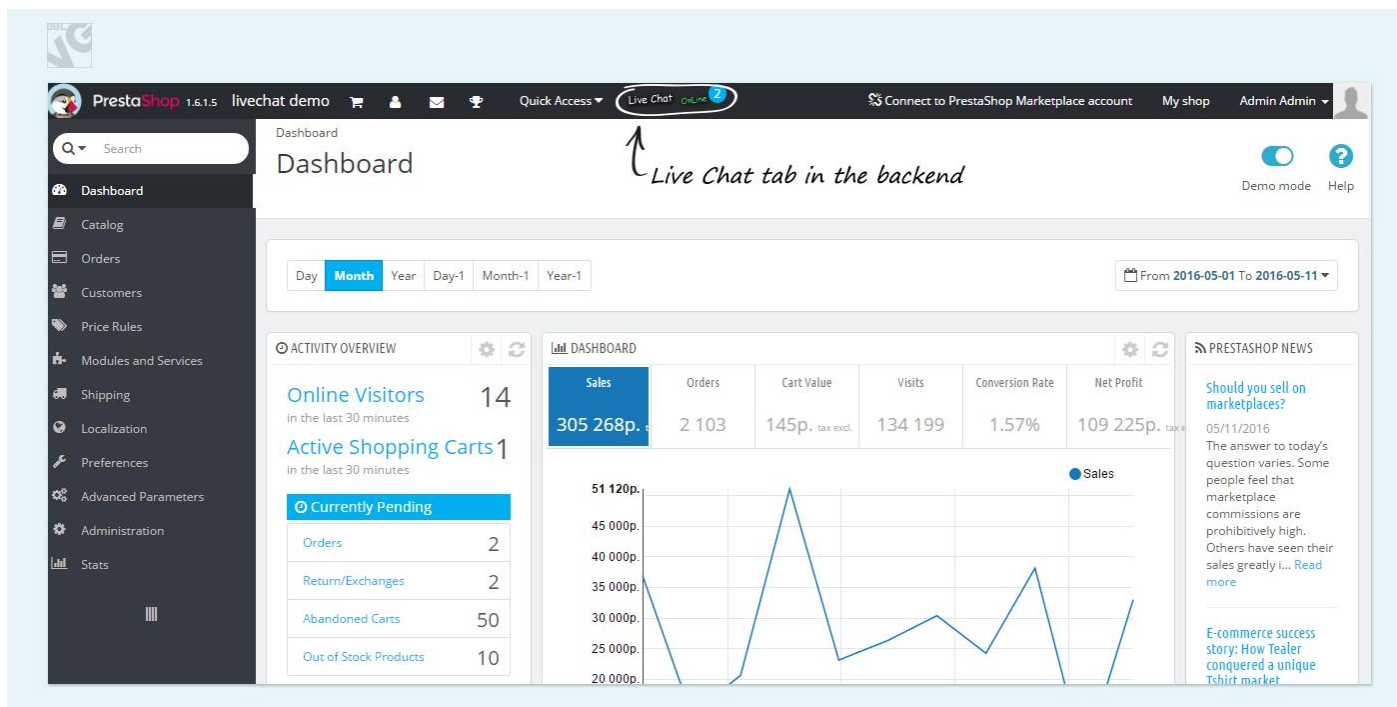 PrestaShop 1.6.1.5 livechat demo Quick Access Live Chat OnLine 2 Connect to PrestaShop Marketplace account My shop Admin Admin
Search
Dashboard
Catalog
Orders
Customers
Price Rules
Modules and Services
Shipping
Localization
Preferences
Advanced Parameters
Administration
Stats
Dashboard
Dashboard
Live Chat tab in the backend
Demo mode Help
Day Month Year Day-1 Month-1 Year-1
From 2016-05-01 To 2016-05-11
ACTIVITY OVERVIEW
Online Visitors 14
in the last 30 minutes
Active Shopping Carts 1
in the last 30 minutes
Currently Pending
Orders 2
Return/Exchanges 2
Abandoned Carts 50
Out of Stock Products 10
DASHBOARD
Sales Orders Cart Value Visits Conversion Rate Net Profit
305 268p. 2 103 145p. tax excl. 134 199 1.57% 109 225p. tax e
Sales
51 120p.
45 000p.
40 000p.
35 000p.
30 000p.
25 000p.
20 000p.
PRESTASHOP NEWS
Should you sell on
marketplaces?
05/11/2016
The answer to today's
question varies. Some
people feel that
marketplace
commissions are
prohibitively high.
Others have seen their
sales greatly i... Read
more
E-commerce success
story: How Tealer
conquered a unique
Tshirt market